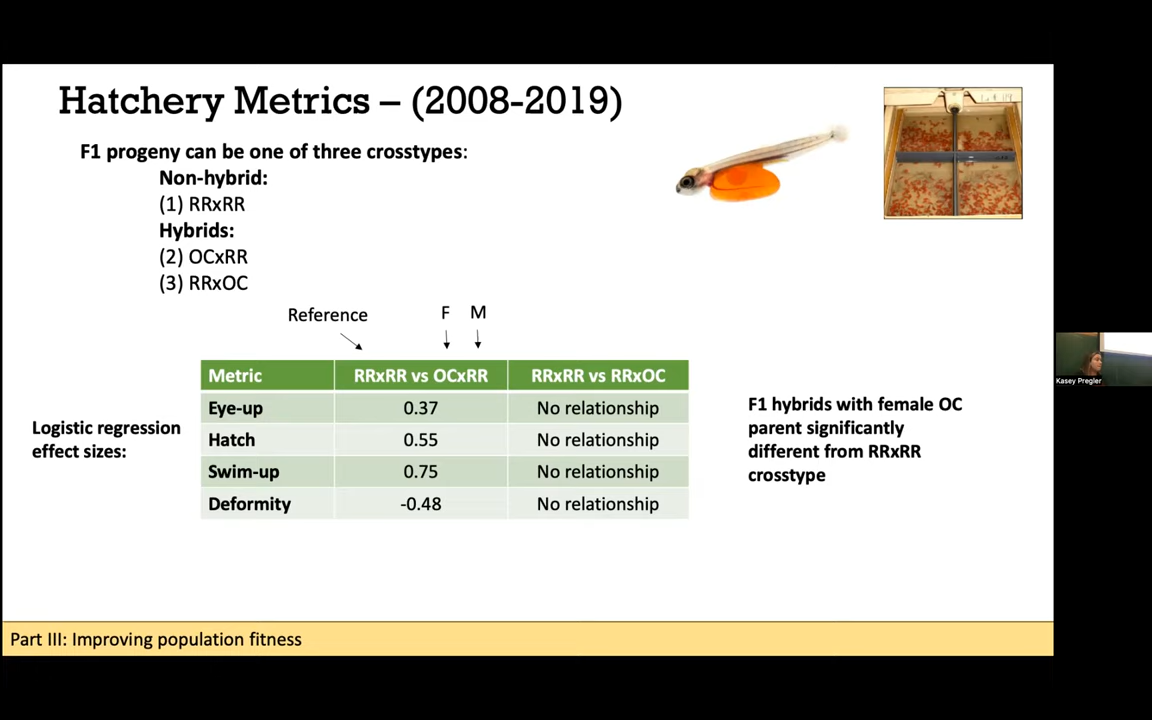 Hatchery Metrics – (2008-2019)
F1 progeny can be one of three crosstypes:
Non-hybrid:
(1) RRxRR
Hybrids:
(2) OCxRR
(3) RRxOC
Reference
F M
Metric RRxRR vs OCxRR RRxRR vs RRxOC
Eye-up 0.37 No relationship
Hatch 0.55 No relationship
Swim-up 0.75 No relationship
Deformity -0.48 No relationship
Logistic regression
effect sizes:
F1 hybrids with female OC
parent significantly
different from RRxRR
crosstype
Kasey Pregler
Part III: Improving population fitness